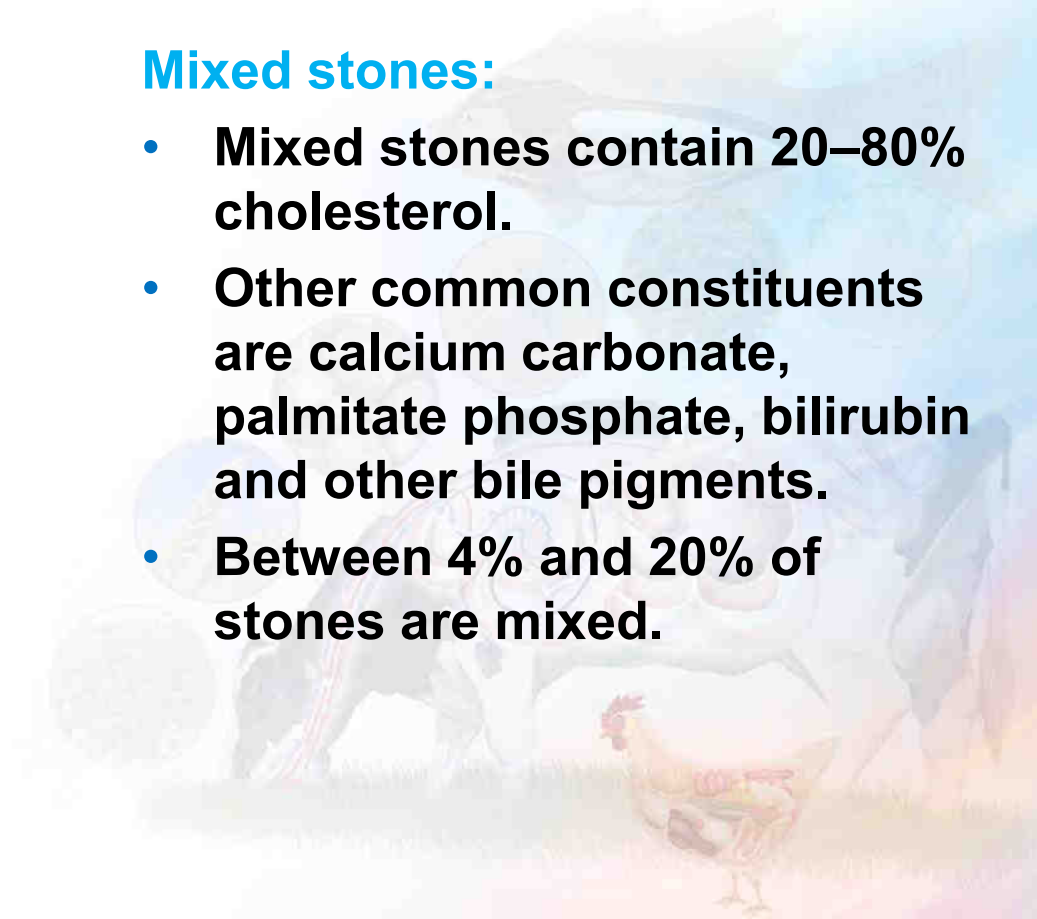 Mixed stones:
• Mixed stones contain 20–80%
cholesterol.
• Other common constituents
are calcium carbonate,
palmitate phosphate, bilirubin
and other bile pigments.
• Between 4% and 20% of
stones are mixed.